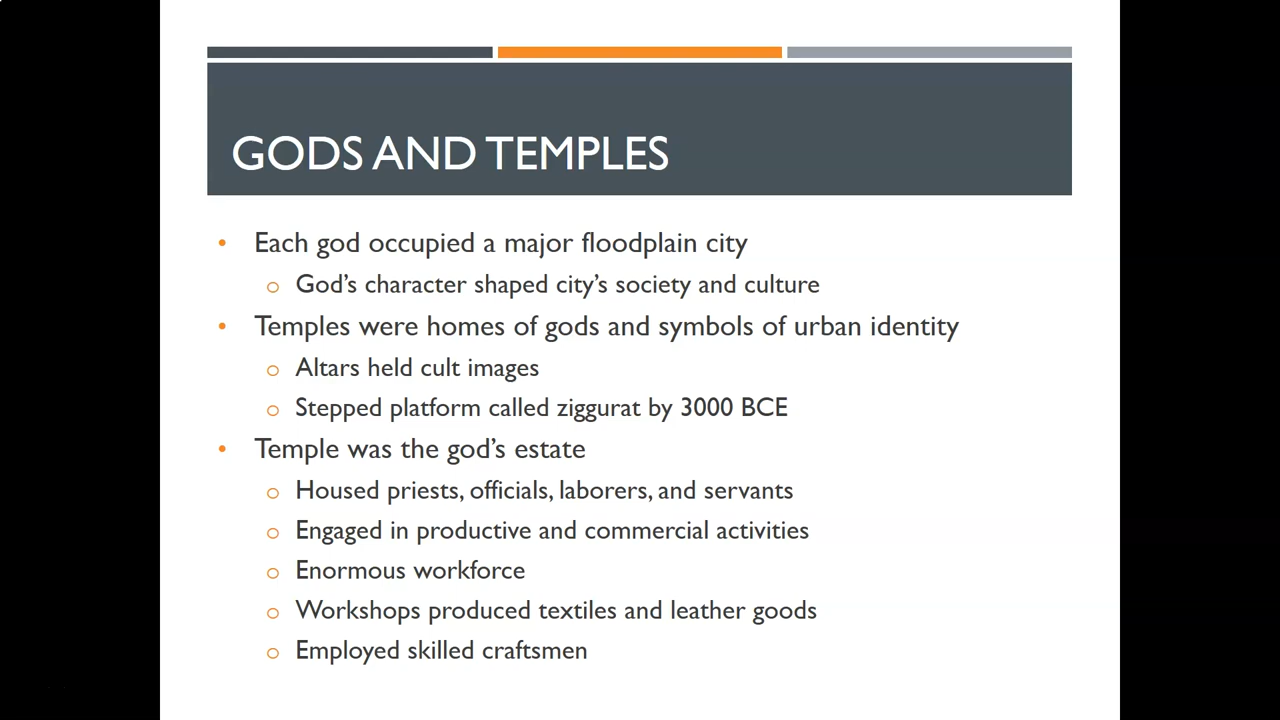 GODS AND TEMPLES
• Each god occupied a major floodplain city
o God’s character shaped city’s society and culture
• Temples were homes of gods and symbols of urban identity
o Altars held cult images
o Stepped platform called ziggurat by 3000 BCE
• Temple was the god’s estate
o Housed priests, officials, laborers, and servants
o Engaged in productive and commercial activities
o Enormous workforce
o Workshops produced textiles and leather goods
o Employed skilled craftsmen